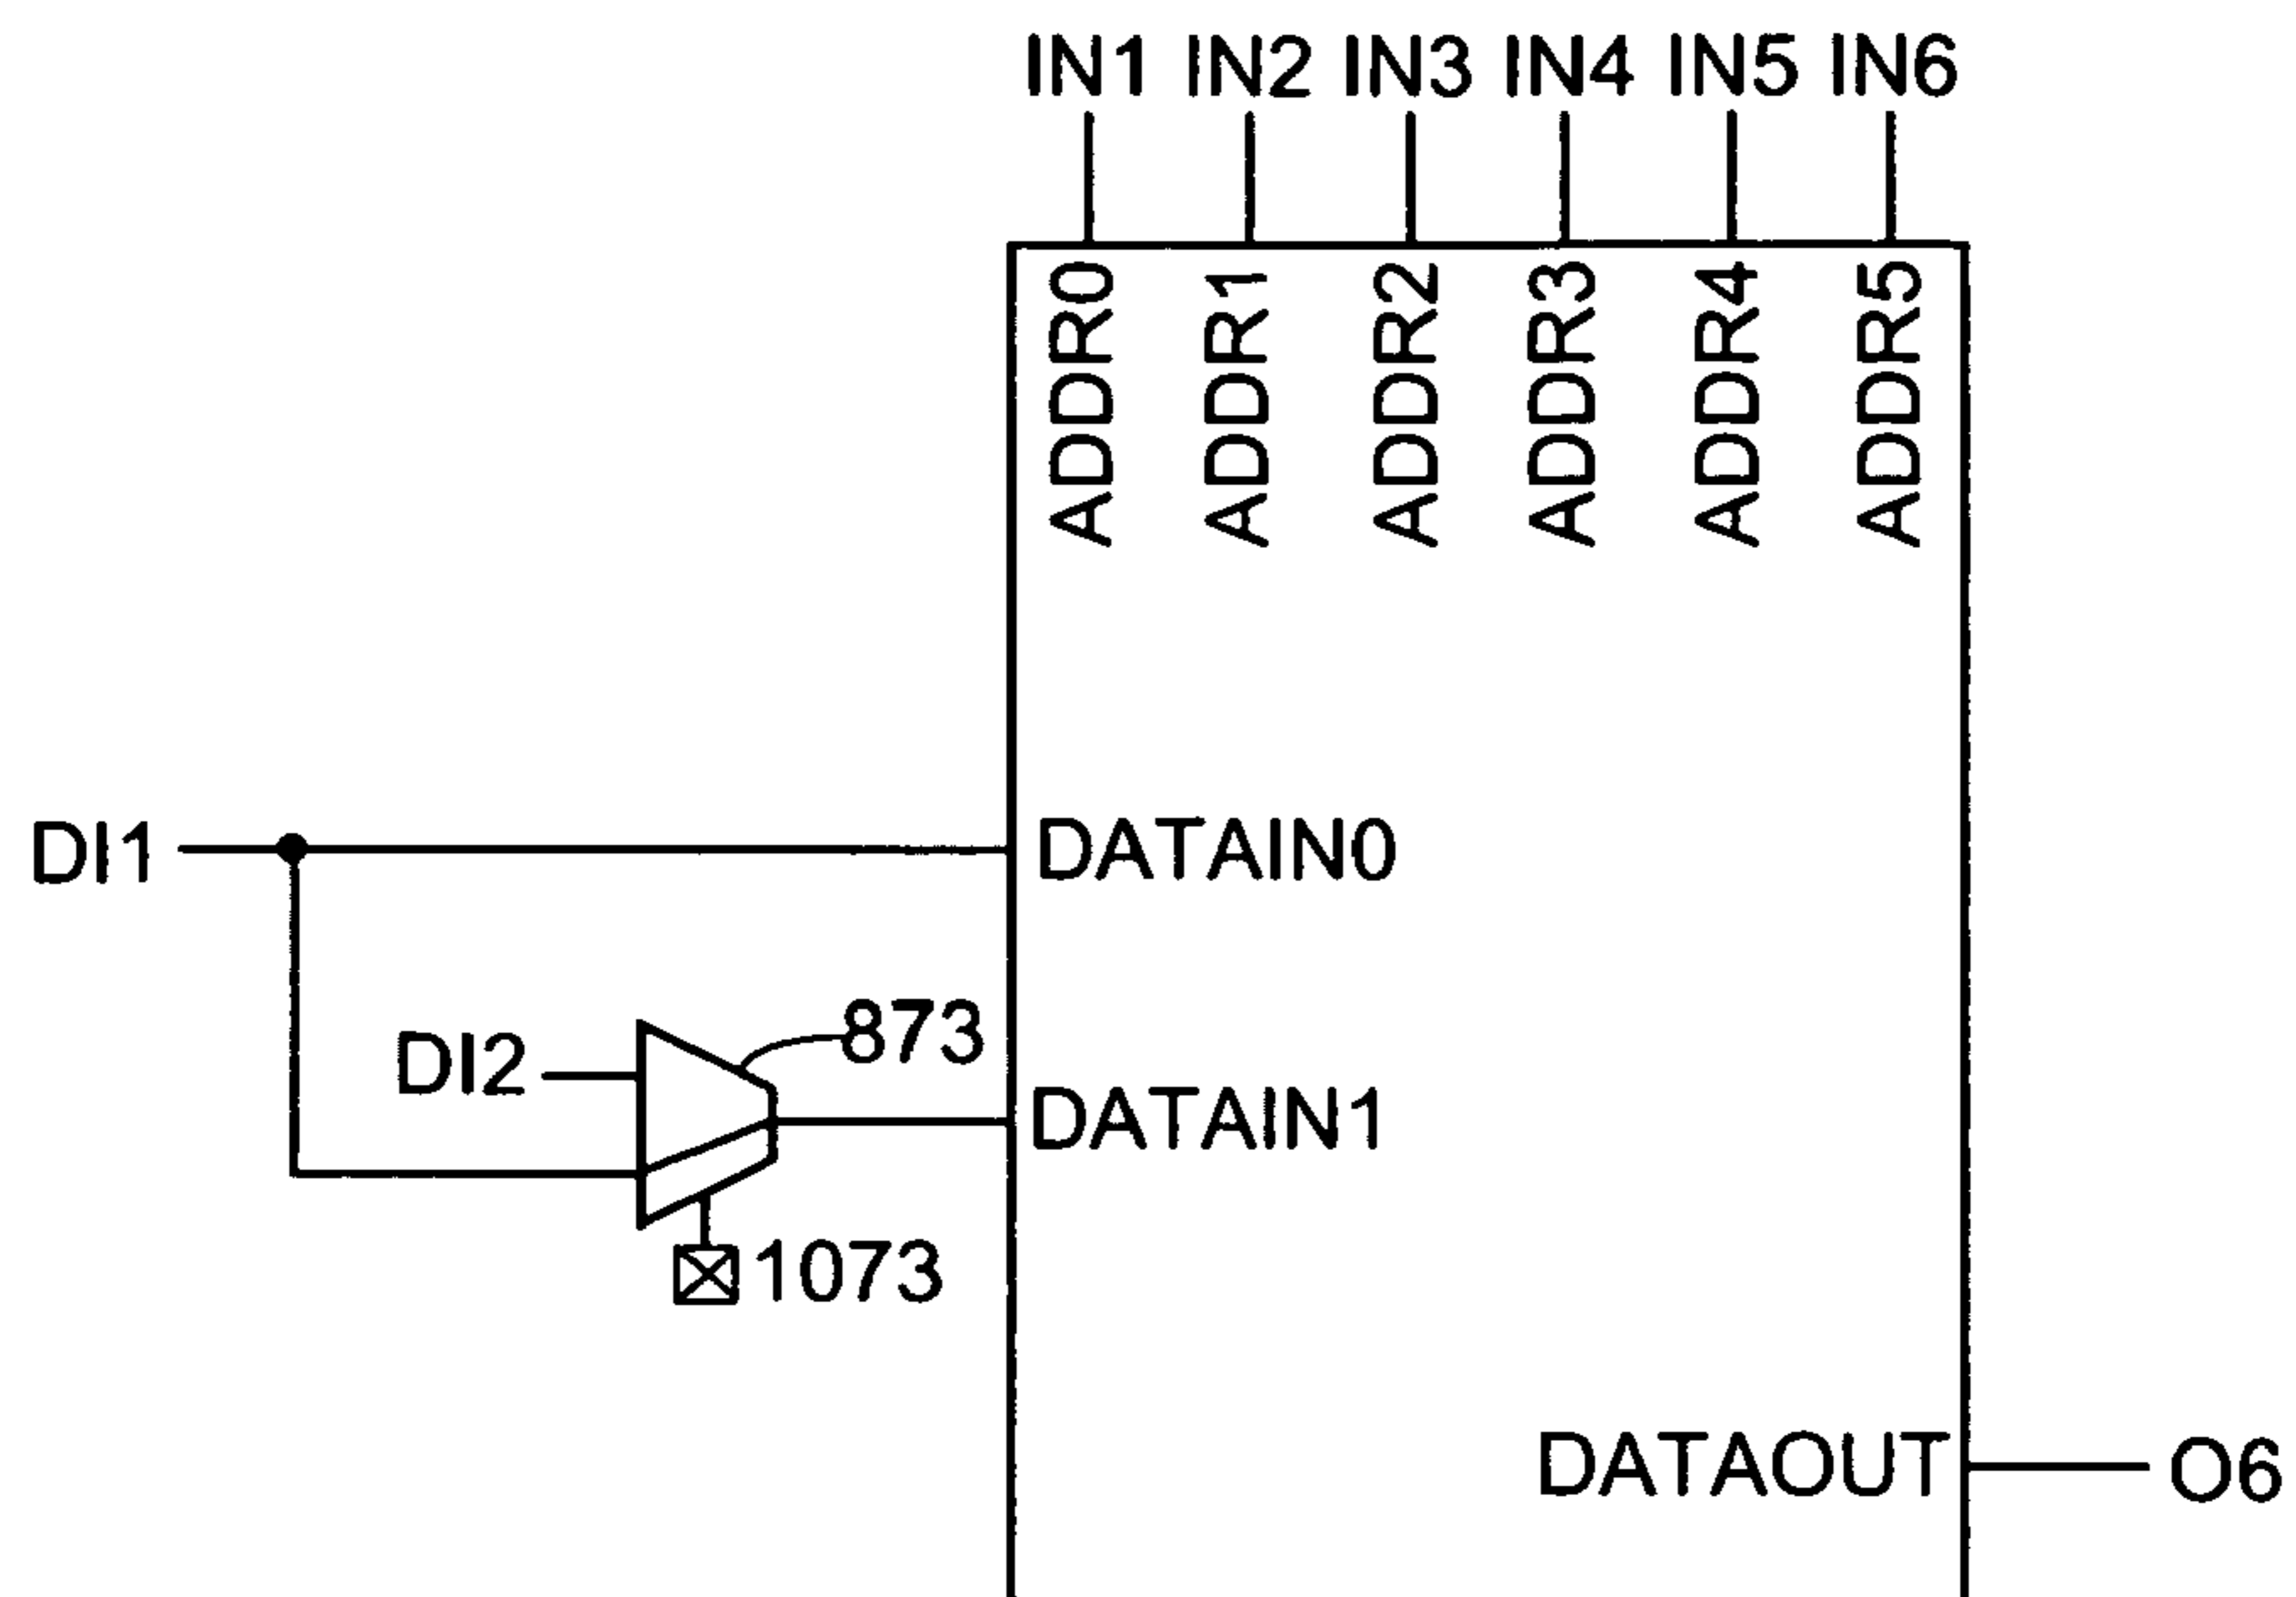 IN1 IN2 IN3 IN4 IN5 IN6
ADDR0
ADDR1
ADDR2
ADDR3
ADDR4
ADDR5
DI1
DATAIN0
873
DI2
DATAIN1
1073
DATAOUT
O6